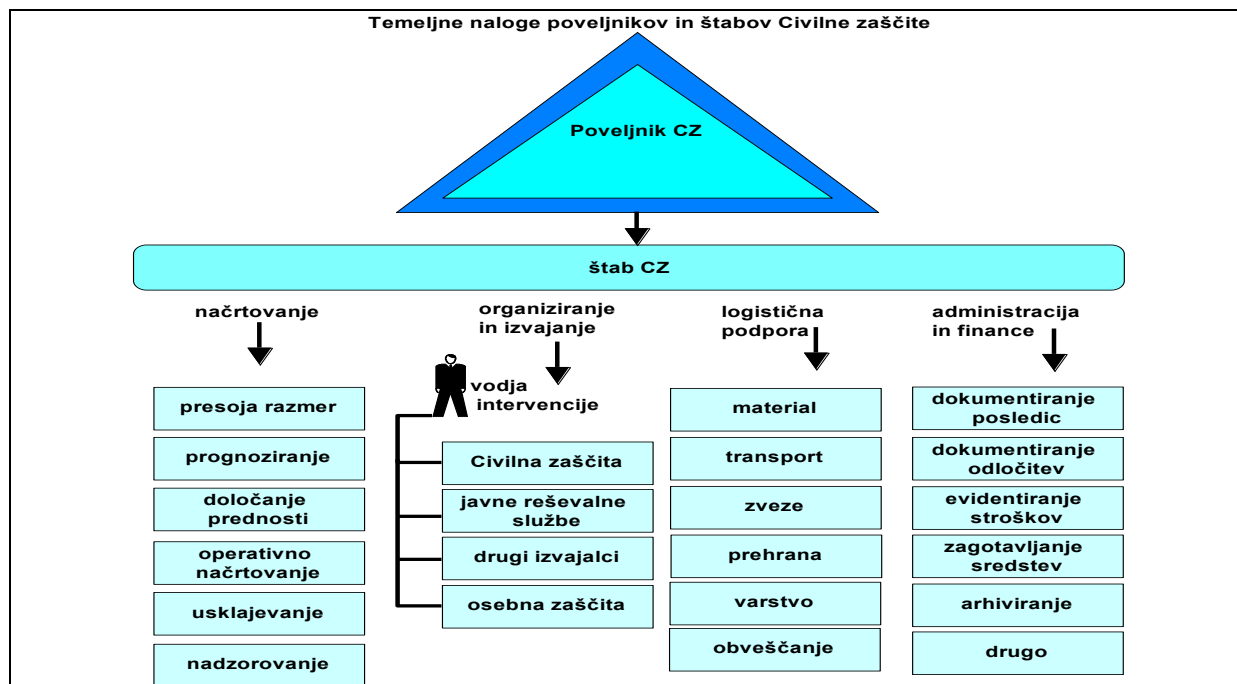 Temeljne naloge poveljnikov in štabov Civilne zaščite
Poveljnik CZ
štab CZ
načrtovanje
presoja razmer
prognoziranje
določanje
prednosti
operativno
načrtovanje
usklajevanje
nadzorovanje
organiziranje
in izvajanje
vodja
intervencije
Civilna zaščita
javne reševalne
službe
drugi izvajalci
osebna zaščita
logistična
podpora
material
transport
zveze
prehrana
varstvo
obveščanje
administracija
in finance
dokumentiranje
posledic
dokumentiranje
odločitev
evidentiranje
stroškov
zagotavljanje
sredstev
arhiviranje
drugo